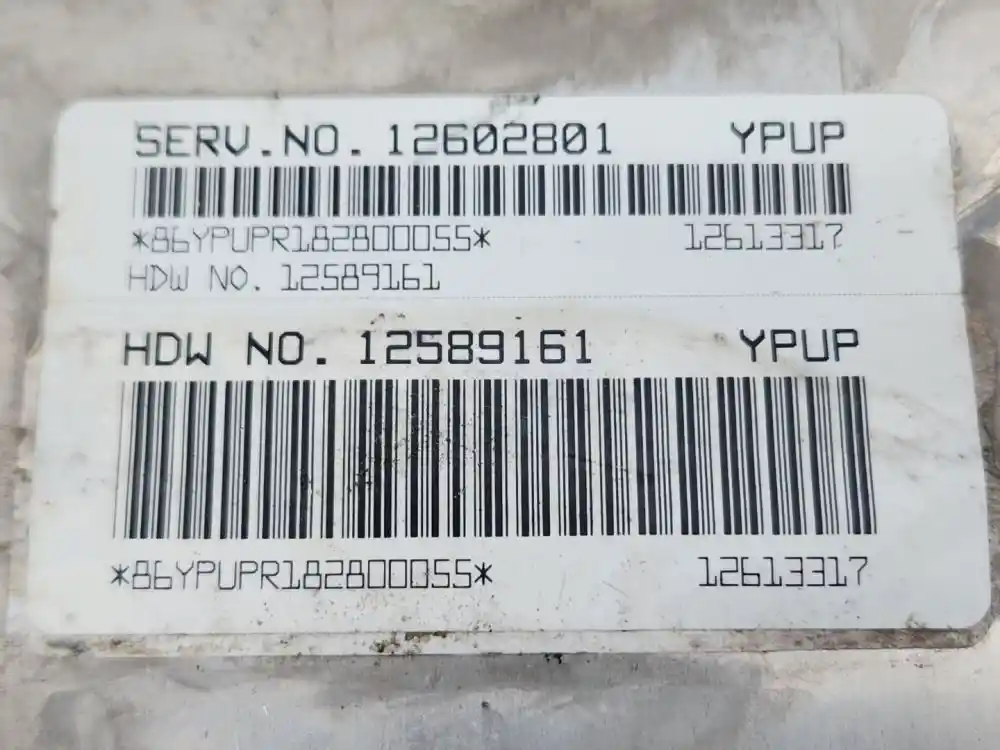 SERV.NO. 12602801 YPUP
*86YPUPR182800055* 12613317
HDW NO. 12589161
HDW NO. 12589161 YPUP
*86YPUPR182800055* 12613317